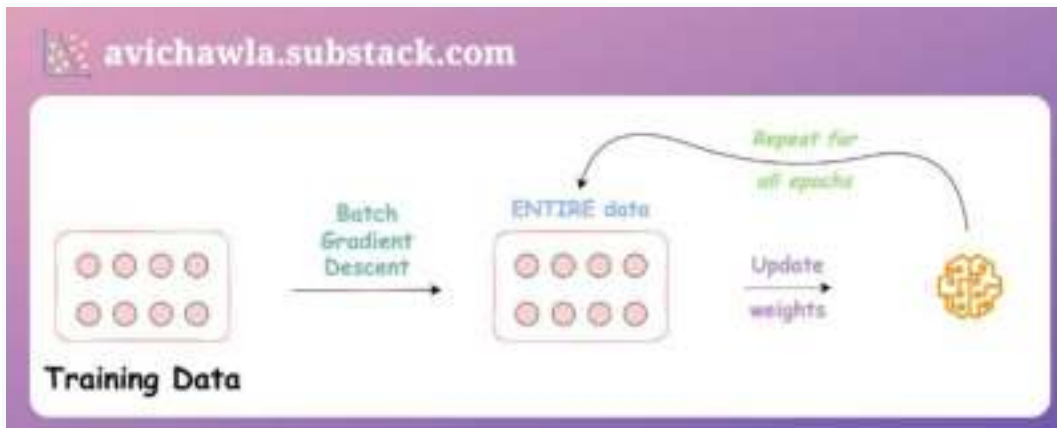 avichawla.substack.com
Repeat for
all epochs
Batch
Gradient
Descent
ENTIRE data
Update
weights
Training Data